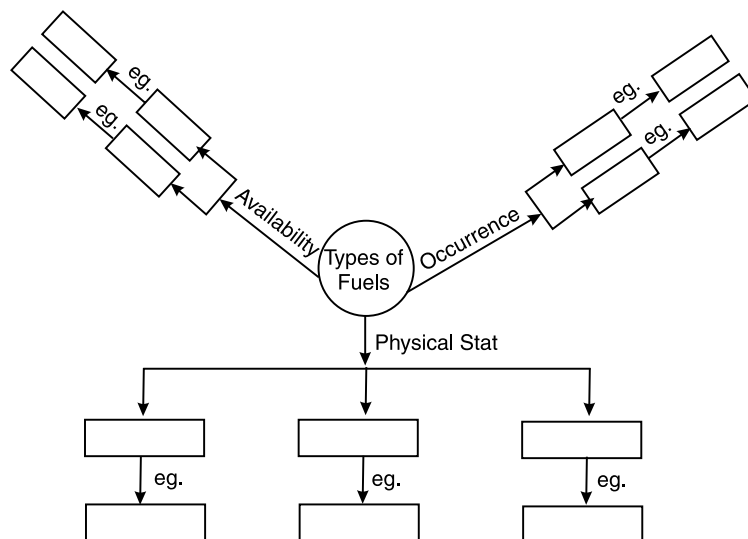 eg.
eg.
eg.
eg.
Availability
Occurrence
Types of
Fuels
Physical Stat
eg.
eg.
eg.